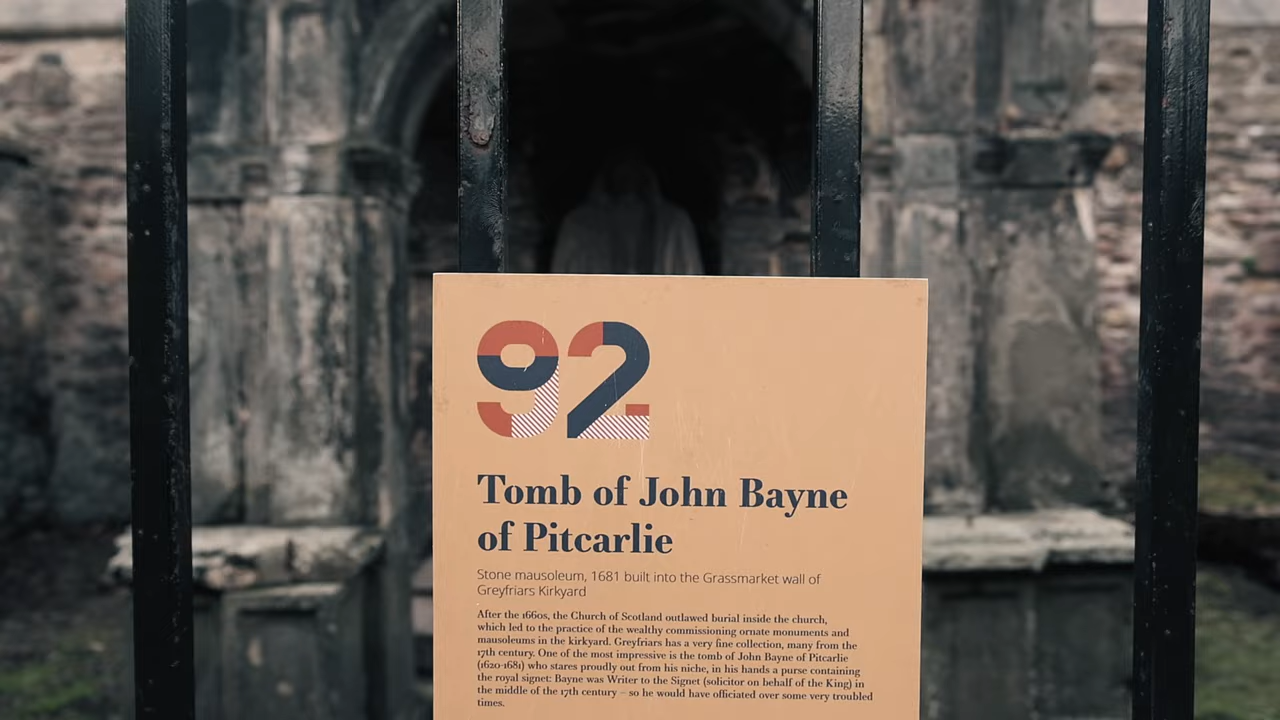 92
Tomb of John Bayne
of Pitcarlie
Stone mausoleum, 1681 built into the Grassmarket wall of
Greyfriars Kirkyard
After the 1660s, the Church of Scotland outlawed burial inside the church,
which led to the practice of the wealthy commissioning ornate monuments and
mausoleums in the kirkyard. Greyfriars has a very fine collection, many from the
17th century. One of the most impressive is the tomb of John Bayne of Pitcarlie
(1620-1681) who stares proudly out from his niche, in his hands a purse containing
the royal signet: Bayne was Writer to the Signet (solicitor on behalf of the King) in
the middle of the 17th century – so he would have officiated over some very troubled
times.